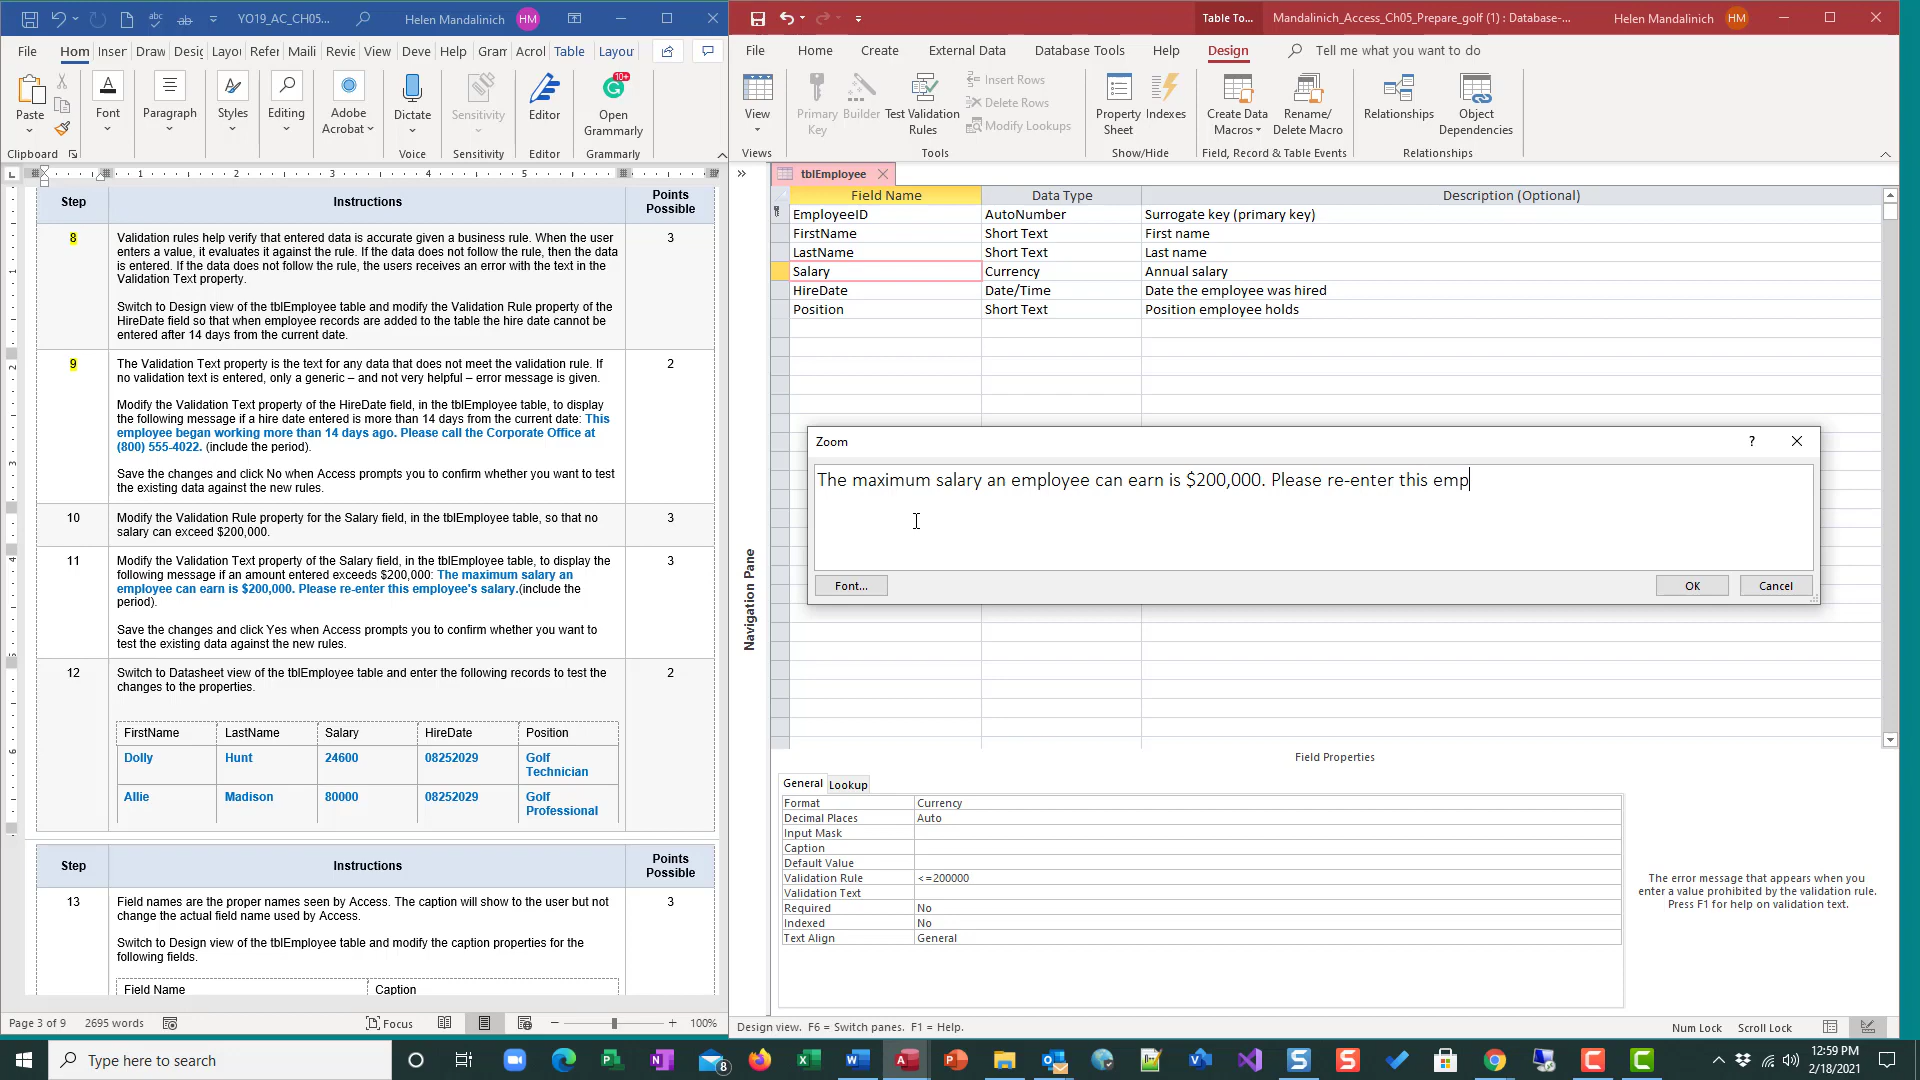 YO19_AC_CH05...
Helen Mandalinich
HM
File
Hom
Inser
Draw
Desig
Layou
Refer
Maili
Revie
View
Deve
Help
Gram
Acrol
Table
Layou
Paste
Font
Paragraph
Styles
Editing
Adobe
Acrobat
Dictate
Sensitivity
Editor
10+
Open
Grammarly
Clipboard
Voice
Sensitivity
Editor
Grammarly
Step
Instructions
Points
Possible
8
Validation rules help verify that entered data is accurate given a business rule. When the user
enters a value, it evaluates it against the rule. If the data does not follow the rule, then the data
is entered. If the data does not follow the rule, the users receives an error with the text in the
Validation Text property.
3
Switch to Design view of the tblEmployee table and modify the Validation Rule property of the
HireDate field so that when employee records are added to the table the hire date cannot be
entered after 14 days from the current date.
9
The Validation Text property is the text for any data that does not meet the validation rule. If
no validation text is entered, only a generic – and not very helpful – error message is given.
2
Modify the Validation Text property of the HireDate field, in the tblEmployee table, to display
the following message if a hire date entered is more than 14 days from the current date: This
employee began working more than 14 days ago. Please call the Corporate Office at
(800) 555-4022. (include the period).
Save the changes and click No when Access prompts you to confirm whether you want to test
the existing data against the new rules.
10
Modify the Validation Rule property for the Salary field, in the tblEmployee table, so that no
salary can exceed $200,000.
3
11
Modify the Validation Text property of the Salary field, in the tblEmployee table, to display the
following message if an amount entered exceeds $200,000: The maximum salary an
employee can earn is $200,000. Please re-enter this employee's salary.(include the
period).
3
Save the changes and click Yes when Access prompts you to confirm whether you want to
test the existing data against the new rules.
12
Switch to Datasheet view of the tblEmployee table and enter the following records to test the
changes to the properties.
2
FirstName LastName Salary HireDate Position
Dolly Hunt 24600 08252029 Golf
Technician
Allie Madison 80000 08252029 Golf
Professional
Step
Instructions
Points
Possible
13
Field names are the proper names seen by Access. The caption will show to the user but not
change the actual field name used by Access.
3
Switch to Design view of the tblEmployee table and modify the caption properties for the
following fields.
Field Name Caption
Page 3 of 9 2695 words Focus 100%
Table To...
Mandalinich_Access_Ch05_Prepare_golf (1) : Database-...
Helen Mandalinich
HM
File
Home
Create
External Data
Database Tools
Help
Design
Tell me what you want to do
View
Primary
Key
Builder
Test Validation
Rules
Insert Rows
Delete Rows
Modify Lookups
Property
Sheet
Indexes
Create Data
Macros
Rename/
Delete Macro
Relationships
Object
Dependencies
Views
Tools
Show/Hide
Field, Record & Table Events
Relationships
tblEmployee
Field Name Data Type Description (Optional)
EmployeeID AutoNumber Surrogate key (primary key)
FirstName Short Text First name
LastName Short Text Last name
Salary Currency Annual salary
HireDate Date/Time Date the employee was hired
Position Short Text Position employee holds
Navigation Pane
Zoom
?
The maximum salary an employee can earn is $200,000. Please re-enter this emp
Font...
OK
Cancel
Field Properties
General
Lookup
Format Currency
Decimal Places Auto
Input Mask
Caption
Default Value
Validation Rule <=200000
Validation Text
Required No
Indexed No
Text Align General
The error message that appears when you
enter a value prohibited by the validation rule.
Press F1 for help on validation text.
Design view. F6 = Switch panes. F1 = Help.
Num Lock
Scroll Lock
Type here to search
8
12:59 PM
2/18/2021